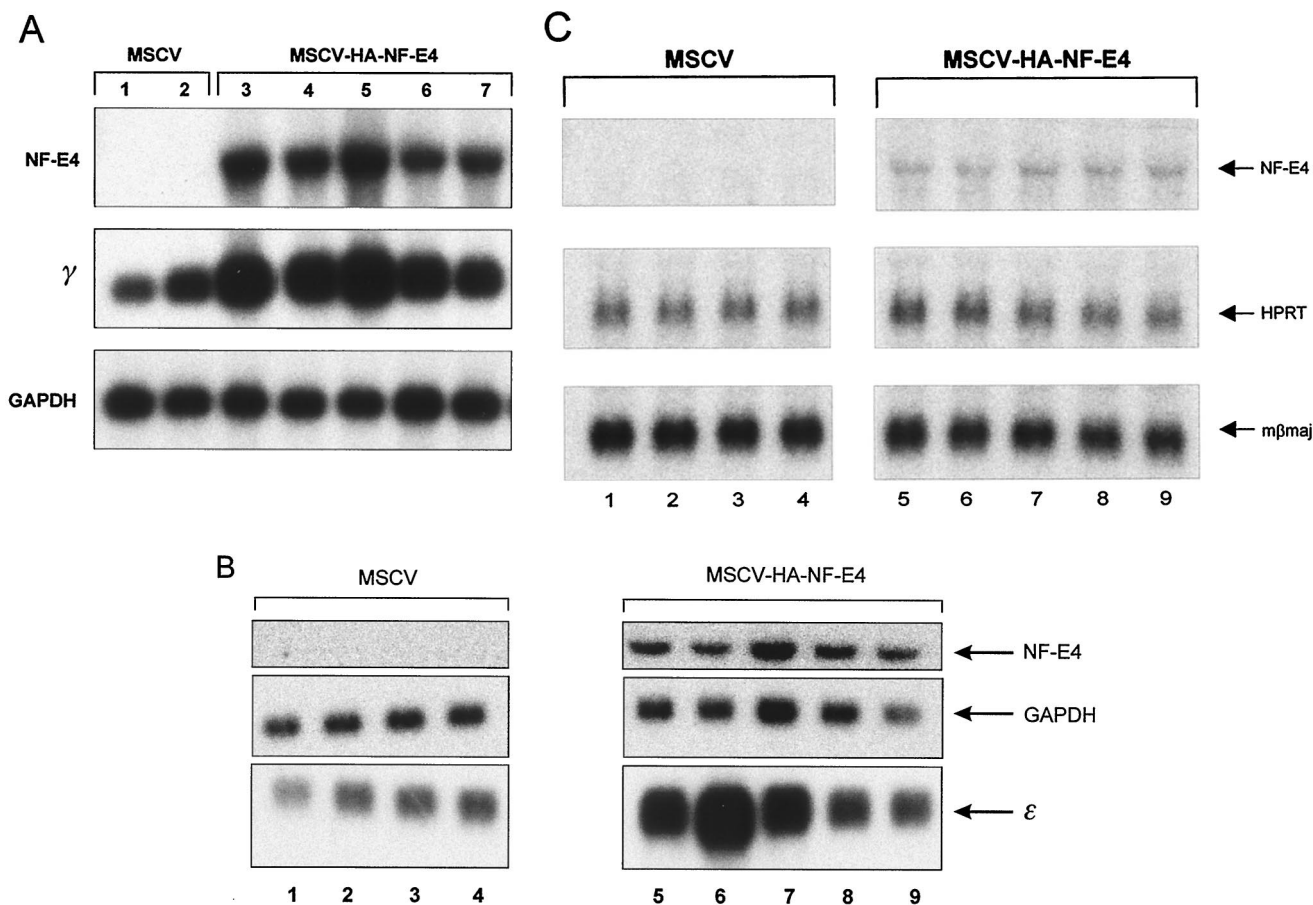 A
MSCV MSCV-HA-NF-E4
1 2 3 4 5 6 7
NF-E4
γ
GAPDH
C
MSCV MSCV-HA-NF-E4
NF-E4
HPRT
mβmaj
1 2 3 4 5 6 7 8 9
B
MSCV MSCV-HA-NF-E4
NF-E4
GAPDH
ε
1 2 3 4 5 6 7 8 9